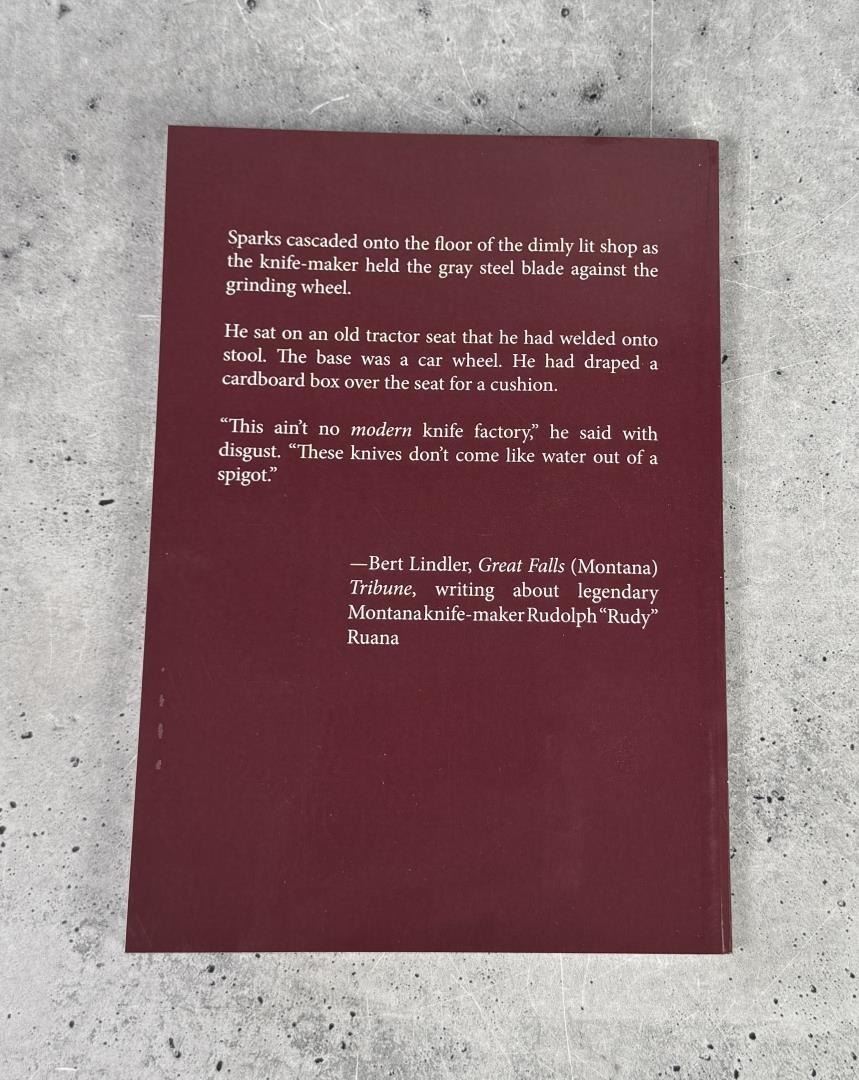 Sparks cascaded onto the floor of the dimly lit shop as
the knife-maker held the gray steel blade against the
grinding wheel.
He sat on an old tractor seat that he had welded onto
stool. The base was a car wheel. He had draped a
cardboard box over the seat for a cushion.
“This ain’t no modern knife factory,” he said with
disgust. “These knives don’t come like water out of a
spigot.”
—Bert Lindler, Great Falls (Montana)
Tribune, writing about legendary
Montana knife-maker Rudolph “Rudy”
Ruana